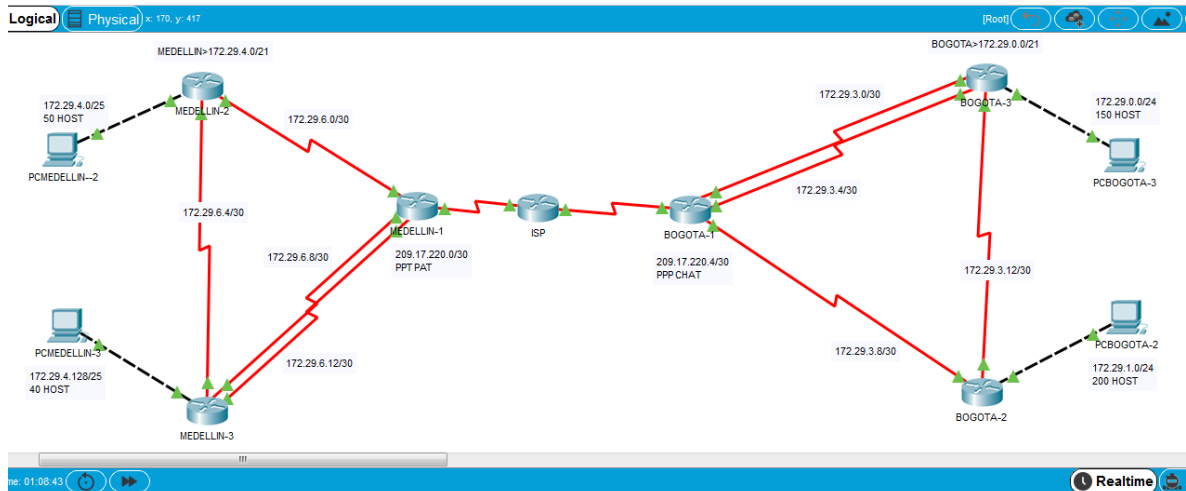 Logical
Physical
x: 170, y: 417
[Root]
MEDELLIN>172.29.4.0/21
BOGOTA>172.29.0.0/21
172.29.4.0/25
50 HOST
MEDELLIN-2
PCMEDELLIN--2
172.29.6.0/30
172.29.6.4/30
172.29.6.8/30
MEDELLIN-1
209.17.220.0/30
PPT PAT
ISP
172.29.6.12/30
PCMEDELLIN-3
172.29.4.128/25
40 HOST
MEDELLIN-3
172.29.3.0/30
BOGOTA-3
172.29.0.0/24
150 HOST
PCBOGOTA-3
172.29.3.4/30
BOGOTA-1
209.17.220.4/30
PPP CHAT
172.29.3.12/30
172.29.3.8/30
PCBOGOTA-2
172.29.1.0/24
200 HOST
BOGOTA-2
me: 01:08:43
Realtime